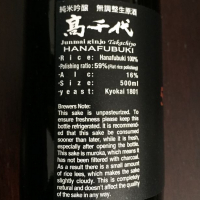 純米吟醸 無調整生原酒
髙千代
Junmai ginjo Takachiyo
HANAFUBUKI
・Rice: Hanafubuki 100%
・Polishing ratio: 59% (Flat rice polishing)
・Alc: 16%
・Size: 500ml
・yeast: Kyokai 1801
Brewers Note:
This sake is unpasteurized. To
ensure freshness please keep this
bottle refrigerated. It is recommend
that this sake be consumed
sooner than later, while it is fresh,
especially after opening the bottle.
This sake is muroka, which means it
has not been filtered with charcoal.
As a result there is a small amount
of rice lees, which makes the sake
slightly cloudy. This is completely
natural and doesn't affect the quality
of the sake in any way.